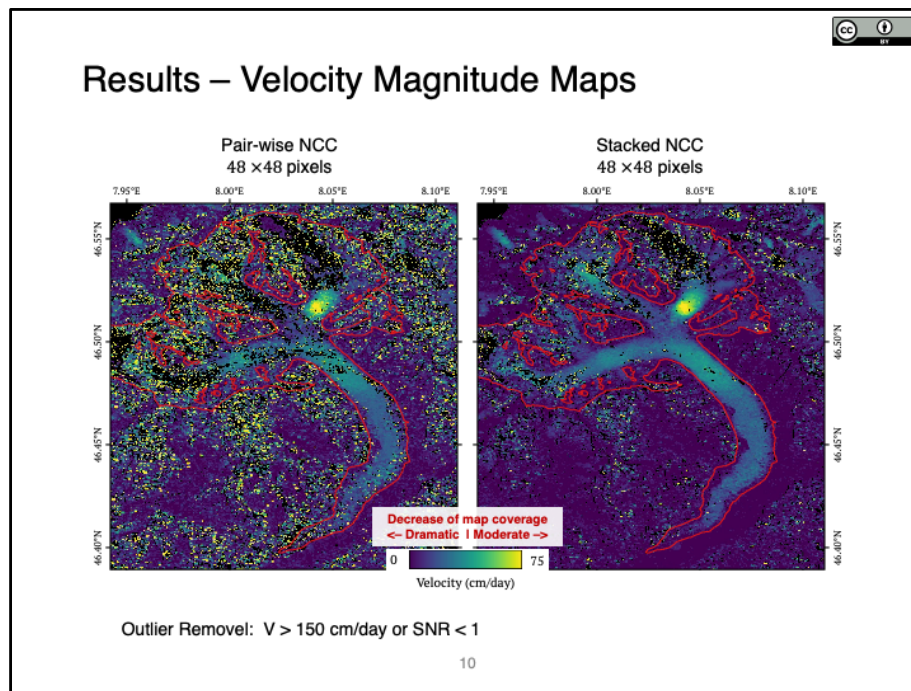 cc
BY
Results – Velocity Magnitude Maps
Pair-wise NCC
48 ×48 pixels
Stacked NCC
48 ×48 pixels
7.95°E 8.00°E 8.05°E 8.10°E
8.00°E 8.05°E 8.10°E
46.55°N
46.50°N
46.45°N
46.40°N
46.55°N
46.50°N
46.45°N
46.40°N
Decrease of map coverage
<– Dramatic | Moderate –>
0 75
Velocity (cm/day)
Outlier Removel: V > 150 cm/day or SNR < 1
10